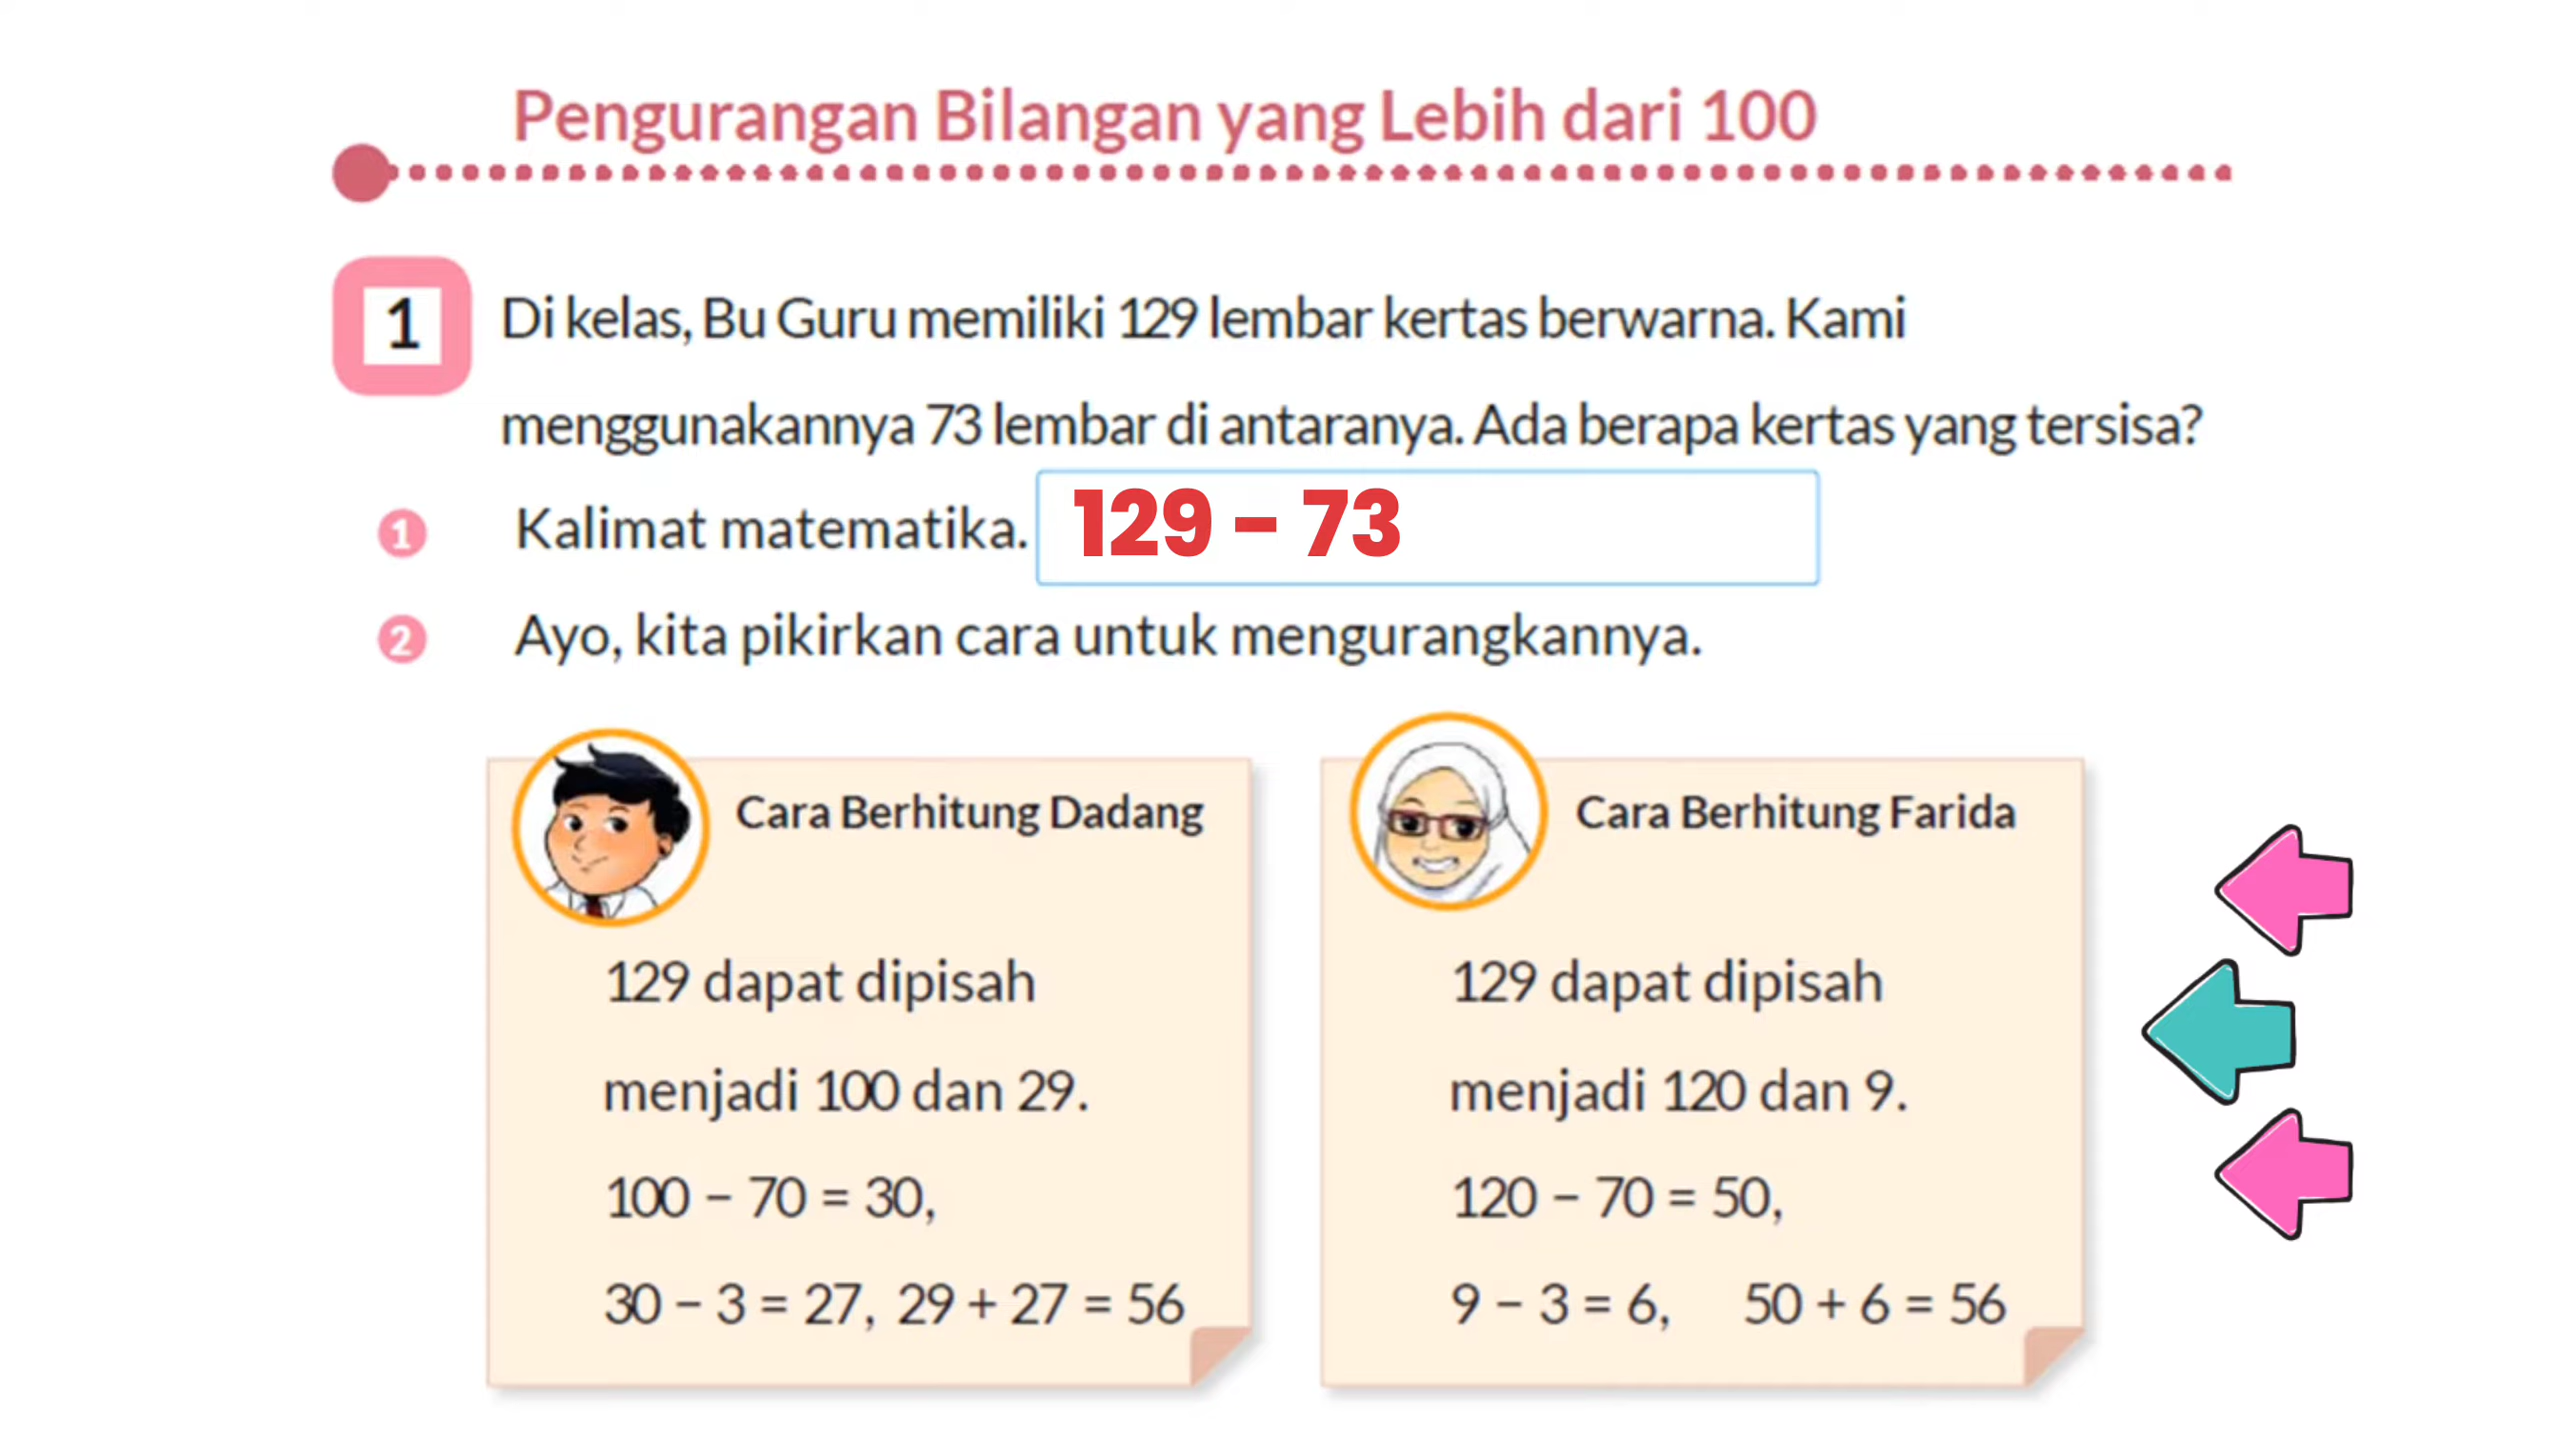 Pengurangan Bilangan yang Lebih dari 100
1 Di kelas, Bu Guru memiliki 129 lembar kertas berwarna. Kami
menggunakannya 73 lembar di antaranya. Ada berapa kertas yang tersisa?
1 Kalimat matematika. 129 – 73
2 Ayo, kita pikirkan cara untuk mengurangkannya.
Cara Berhitung Dadang
129 dapat dipisah
menjadi 100 dan 29.
100 – 70 = 30,
30 – 3 = 27, 29 + 27 = 56
Cara Berhitung Farida
129 dapat dipisah
menjadi 120 dan 9.
120 – 70 = 50,
9 – 3 = 6, 50 + 6 = 56